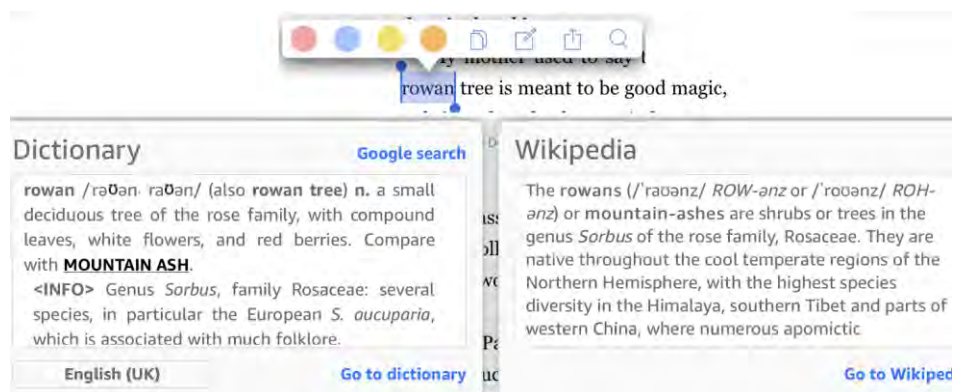 My mother used to say t
rowan tree is meant to be good magic,
Dictionary
Google search
rowan /rəʊən raʊən/ (also rowan tree) n. a small
deciduous tree of the rose family, with compound
leaves, white flowers, and red berries. Compare
with MOUNTAIN ASH.
<INFO> Genus Sorbus, family Rosaceae: several
species, in particular the European S. aucuparia,
which is associated with much folklore.
English (UK)
Go to dictionary
Wikipedia
The rowans (/ˈraʊənz/ ROW-ənz or /ˈroʊənz/ ROH-
ənz) or mountain-ashes are shrubs or trees in the
genus Sorbus of the rose family, Rosaceae. They are
native throughout the cool temperate regions of the
Northern Hemisphere, with the highest species
diversity in the Himalaya, southern Tibet and parts of
western China, where numerous apomictic
Go to Wikiped